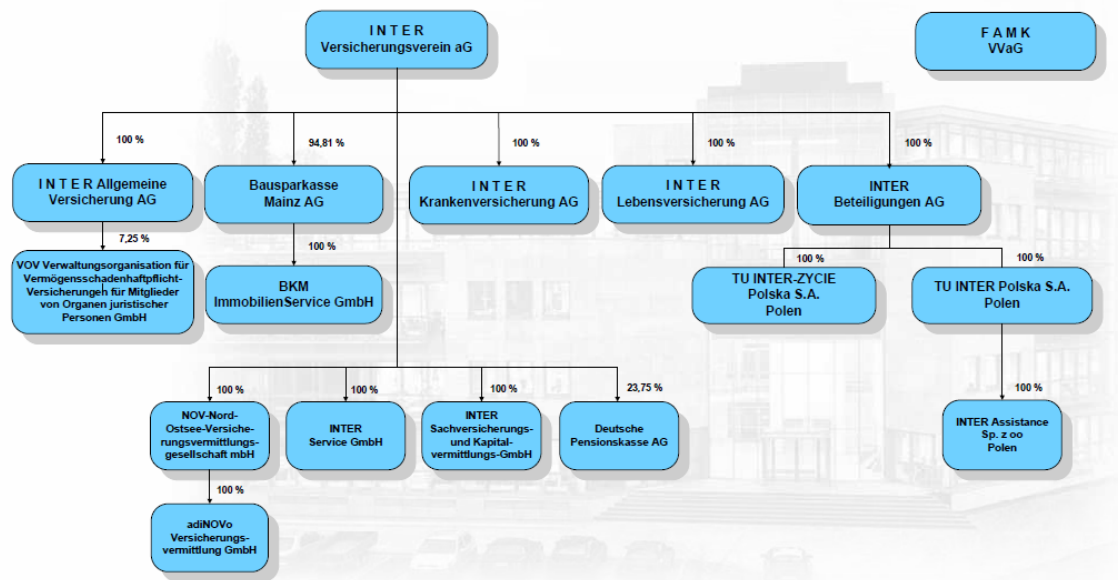 I N T E R
Versicherungsverein aG
F A M K
VVaG
100 %
94,81 %
100 %
100 %
100 %
I N T E R Allgemeine
Versicherung AG
Bausparkasse
Mainz AG
I N T E R
Krankenversicherung AG
I N T E R
Lebensversicherung AG
INTER
Beteiligungen AG
7,25 %
100 %
100 %
100 %
VOV Verwaltungsorganisation für
Vermögensschadenhaftpflicht-
Versicherungen für Mitglieder
von Organen juristischer
Personen GmbH
BKM
ImmobilienService GmbH
TU INTER-ZYCIE
Polska S.A.
Polen
TU INTER Polska S.A.
Polen
100 %
100 %
100 %
23,75 %
100 %
NOV-Nord-
Ostsee-Versiche-
rungsvermittlungs-
gesellschaft mbH
INTER
Service GmbH
INTER
Sachversicherungs-
und Kapital-
vermittlungs-GmbH
Deutsche
Pensionskasse AG
INTER Assistance
Sp. z oo
Polen
100 %
adiNOVo
Versicherungs-
vermittlung GmbH